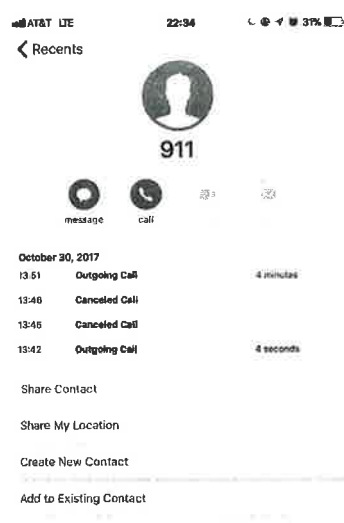 AT&T LTE 22:34 31%
Recents
911
message call
October 30, 2017
13:51 Outgoing Call 4 minutes
13:46 Canceled Call
13:45 Canceled Call
13:42 Outgoing Call 4 seconds
Share Contact
Share My Location
Create New Contact
Add to Existing Contact